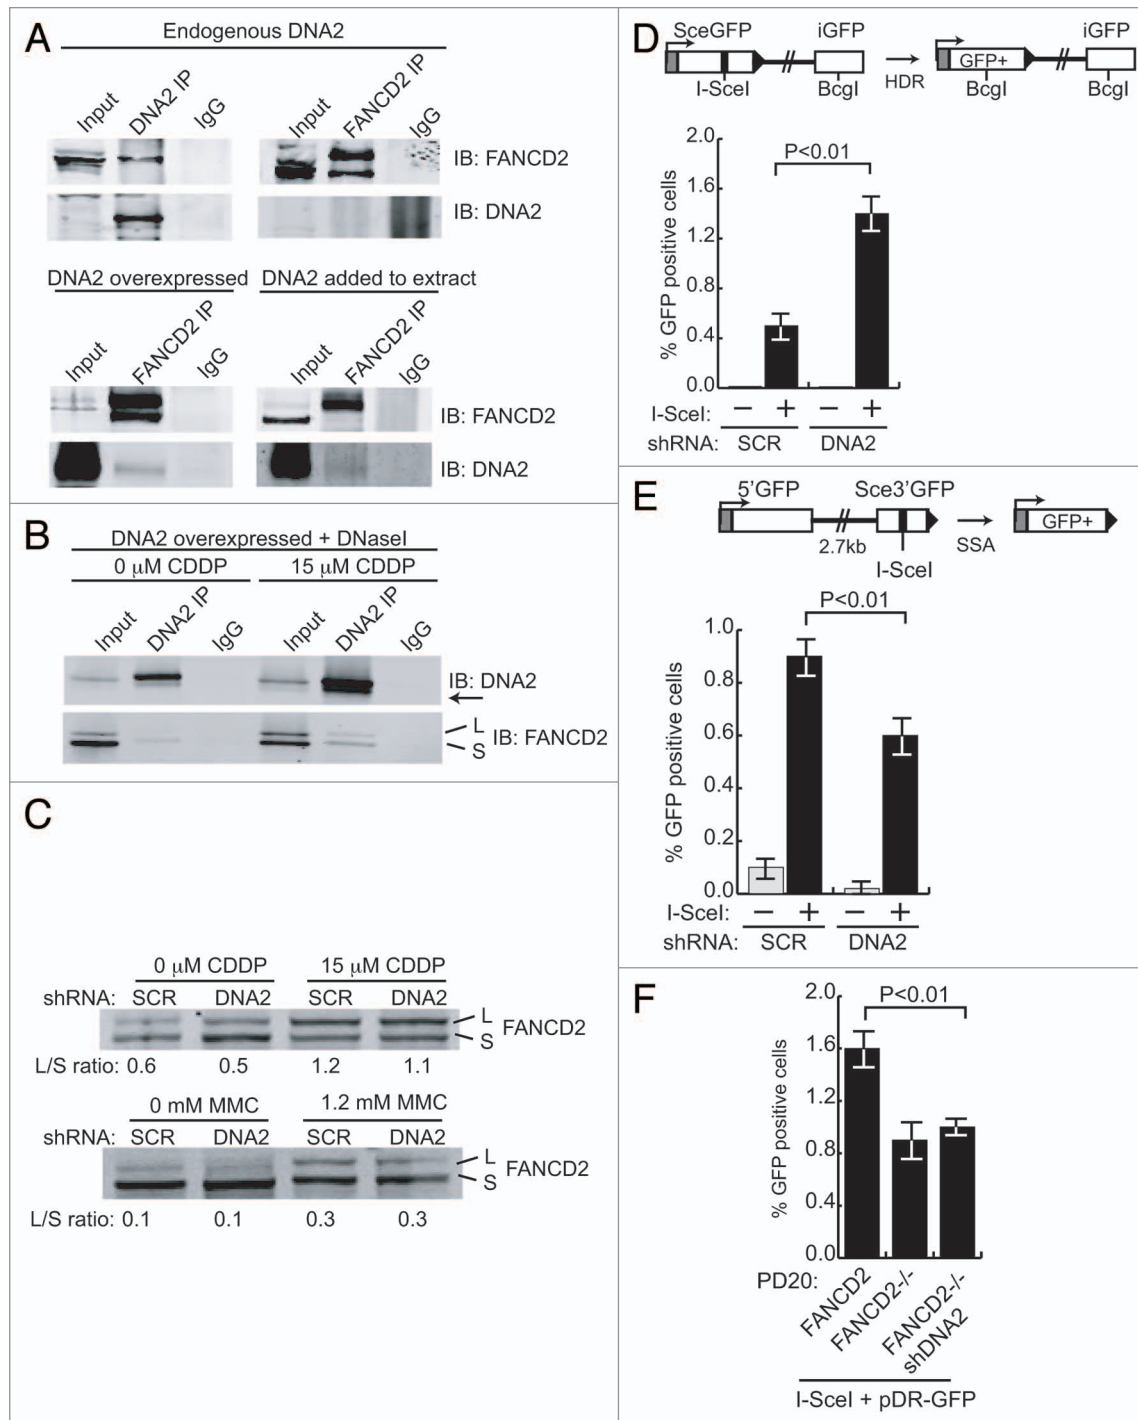 A
Endogenous DNA2
Input DNA2 IP IgG
Input FANCD2 IP IgG
IB: FANCD2
IB: DNA2
DNA2 overexpressed
DNA2 added to extract
Input FANCD2 IP IgG
Input FANCD2 IP IgG
IB: FANCD2
IB: DNA2
B
DNA2 overexpressed + DNaseI
0 μM CDDP 15 μM CDDP
Input DNA2 IP IgG Input DNA2 IP IgG
IB: DNA2
L
S
IB: FANCD2
C
0 μM CDDP 15 μM CDDP
shRNA: SCR DNA2 SCR DNA2
L
S
FANCD2
L/S ratio: 0.6 0.5 1.2 1.1
0 mM MMC 1.2 mM MMC
shRNA: SCR DNA2 SCR DNA2
L
S
FANCD2
L/S ratio: 0.1 0.1 0.3 0.3
D
SceGFP iGFP iGFP
GFP+
I-SceI BcgI HDR BcgI BcgI
% GFP positive cells
2.0
1.6
1.2
0.8
0.4
0.0
P<0.01
I-SceI: − + − +
shRNA: SCR DNA2
E
5'GFP Sce3'GFP
GFP+
2.7kb SSA
I-SceI
% GFP positive cells
1.0
0.8
0.6
0.4
0.2
0.0
P<0.01
I-SceI: − + − +
shRNA: SCR DNA2
F
% GFP positive cells
2.0
1.6
1.2
0.8
0.4
0.0
P<0.01
PD20:
FANCD2
FANCD2-/-
FANCD2-/-
shDNA2
I-SceI + pDR-GFP